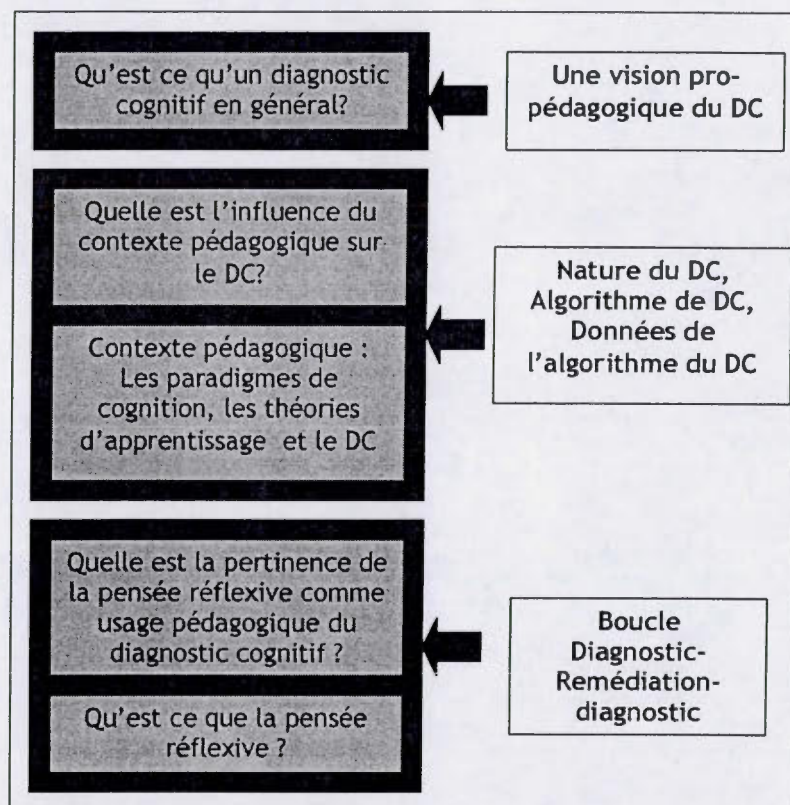 Qu'est ce qu'un diagnostic
cognitif en général?
Une vision pro-
pédagogique du DC
Quelle est l'influence du
contexte pédagogique sur
le DC?
Contexte pédagogique :
Les paradigmes de
cognition, les théories
d'apprentissage et le DC
Nature du DC,
Algorithme de DC,
Données de
l'algorithme du DC
Quelle est la pertinence de
la pensée réflexive comme
usage pédagogique du
diagnostic cognitif ?
Qu'est ce que la pensée
réflexive ?
Boucle
Diagnostic-
Remédiation-
diagnostic